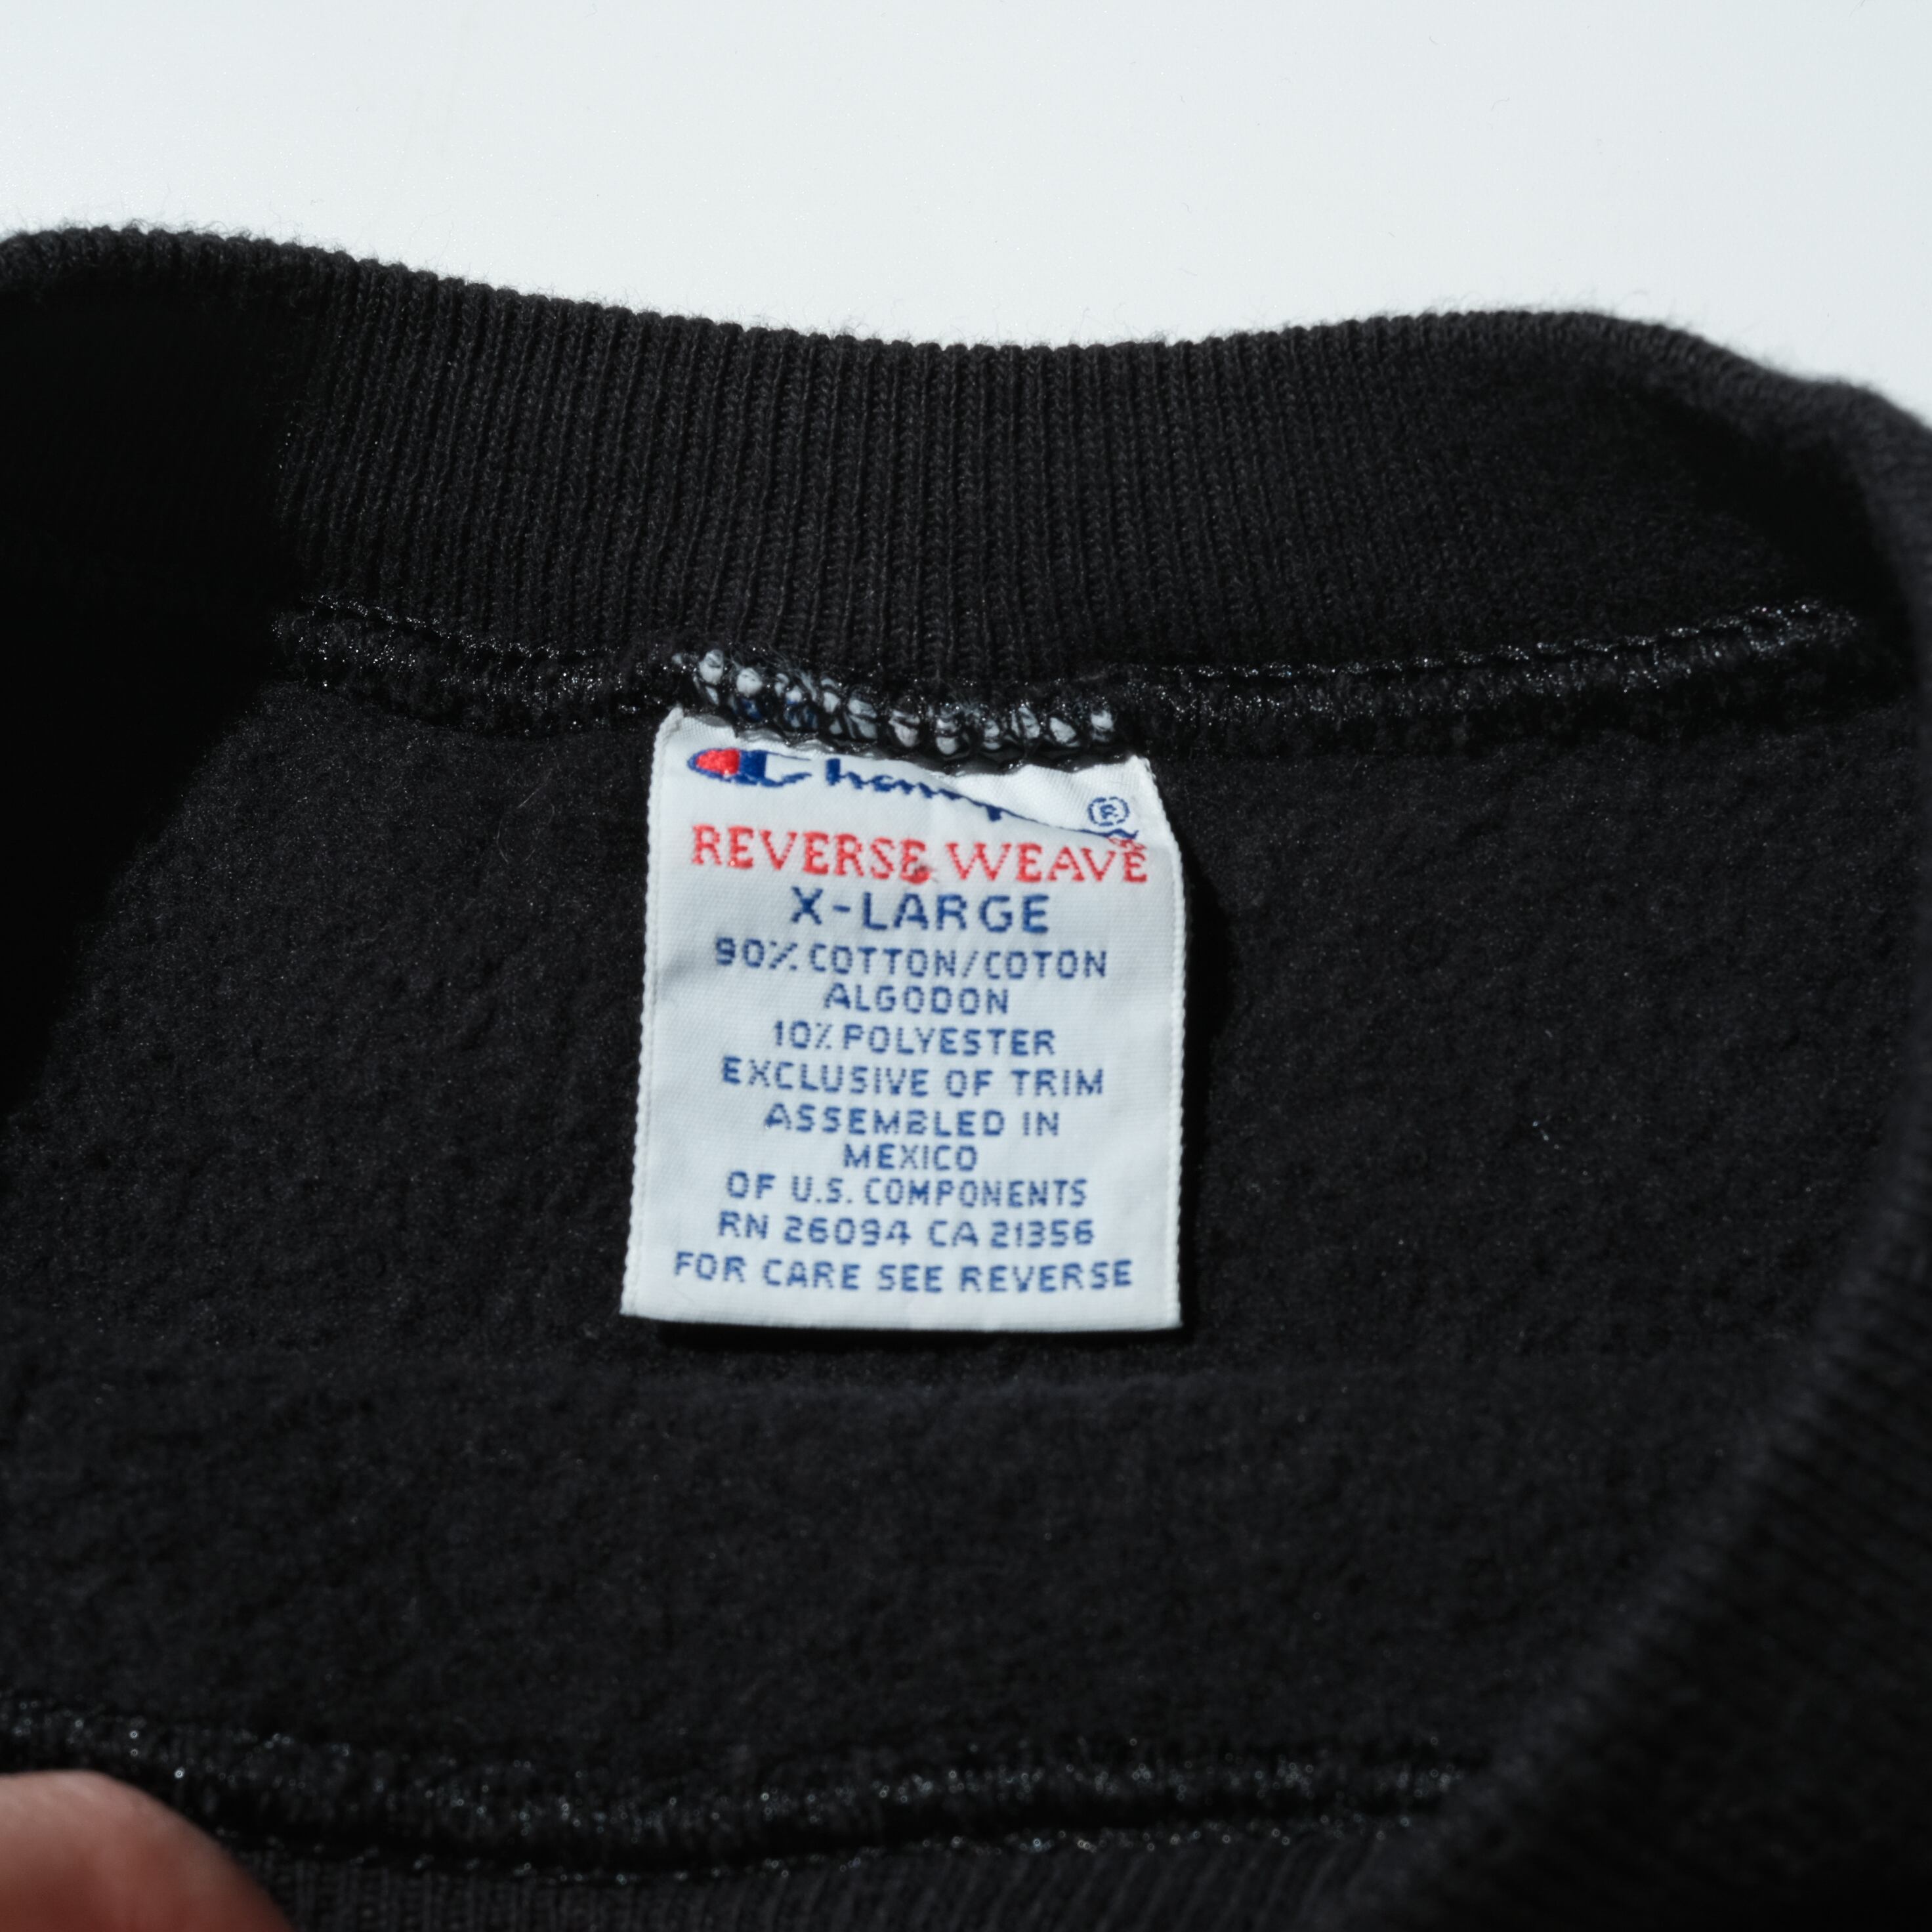 Champion ®
REVERSE WEAVE
X-LARGE
90% COTTON/COTON
ALGODON
10% POLYESTER
EXCLUSIVE OF TRIM
ASSEMBLED IN
MEXICO
OF U.S. COMPONENTS
RN 26094 CA 21356
FOR CARE SEE REVERSE